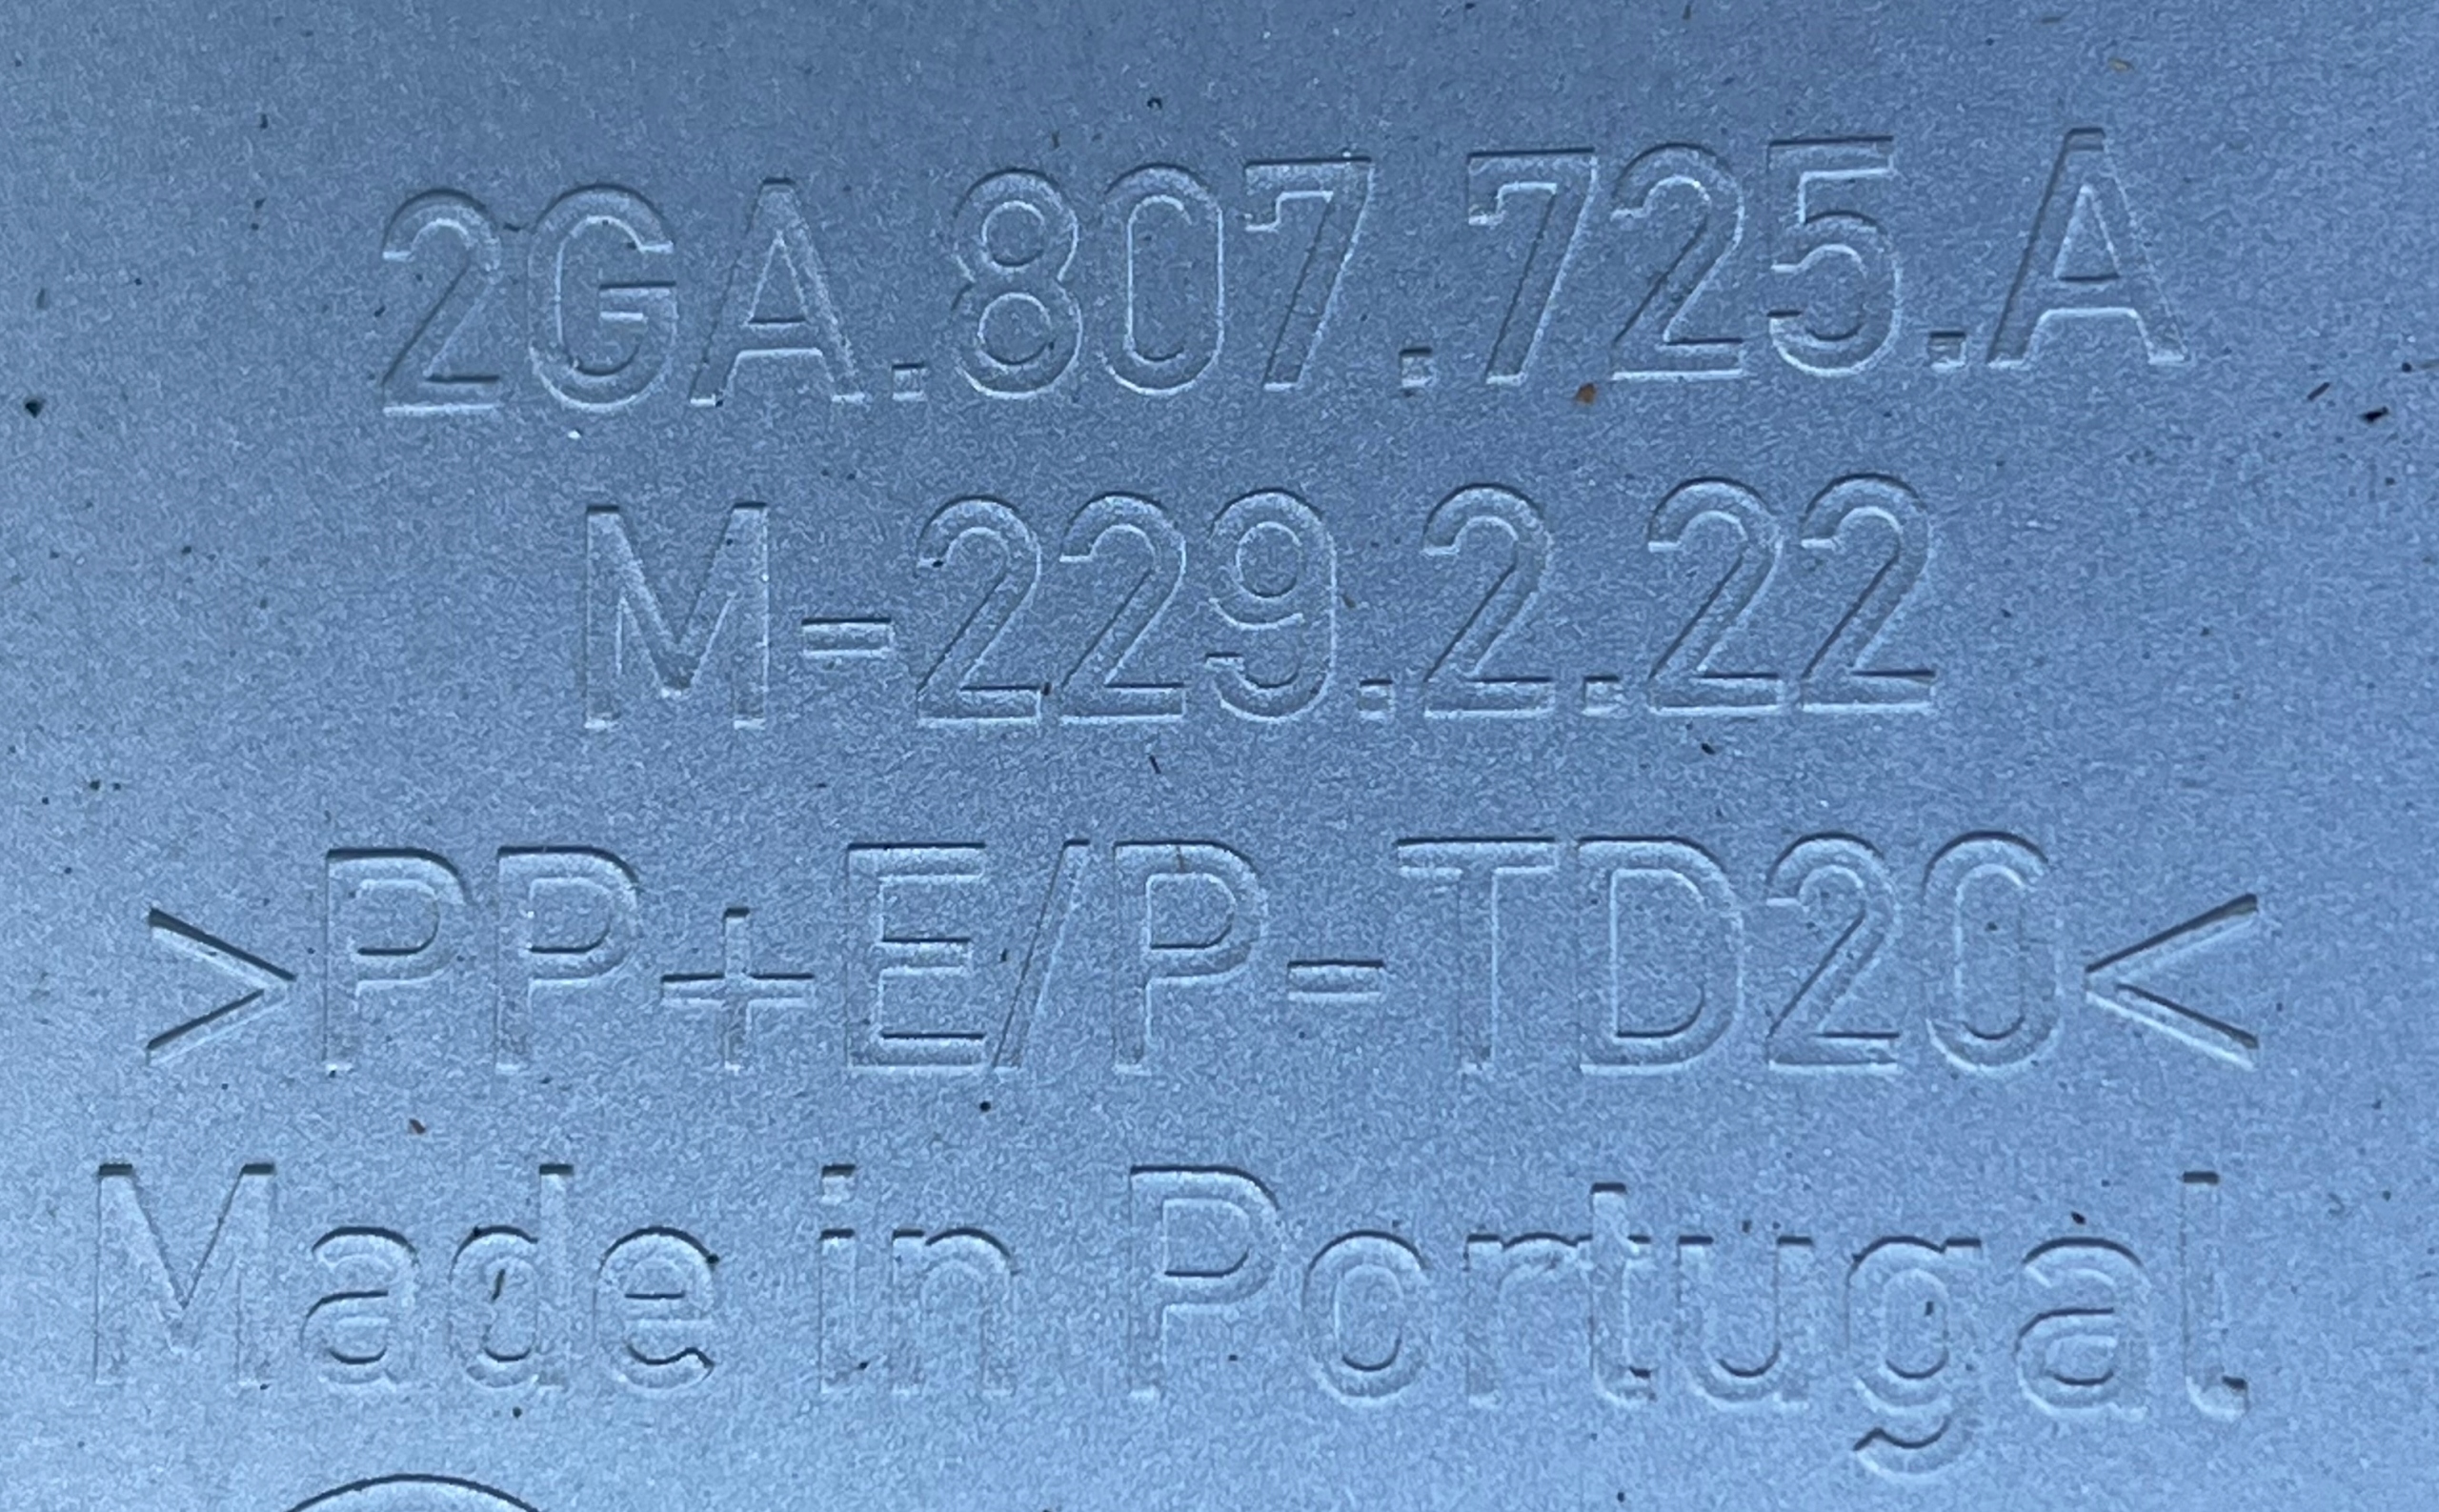 2GA.807.725.A
M-229.2.22
>PP+E/P-TD20<
Made in Portugal